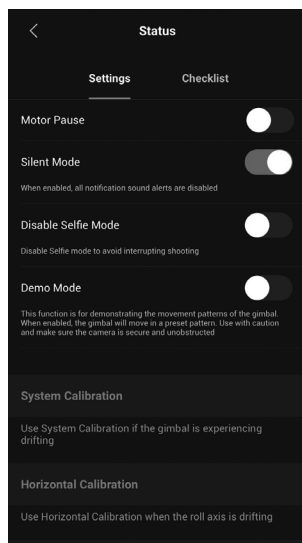 Status
Settings Checklist
Motor Pause
Silent Mode
When enabled, all notification sound alerts are disabled
Disable Selfie Mode
Disable Selfie mode to avoid interrupting shooting
Demo Mode
This function is for demonstrating the movement patterns of the gimbal.
When enabled, the gimbal will move in a preset pattern. Use with caution
and make sure the camera is secure and unobstructed
System Calibration
Use System Calibration if the gimbal is experiencing
drifting
Horizontal Calibration
Use Horizontal Calibration when the roll axis is drifting